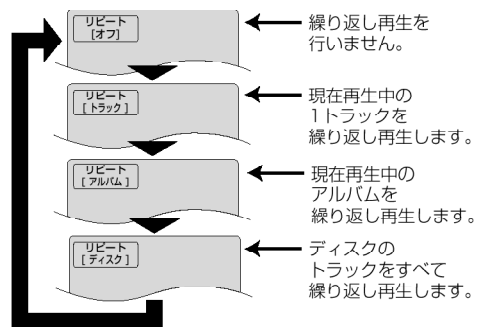 リピート
[オフ]
繰り返し再生を
行いません。
リピート
[ トラック ]
現在再生中の
1トラックを
繰り返し再生します。
リピート
[ アルバム ]
現在再生中の
アルバムを
繰り返し再生します。
リピート
[ ディスク ]
ディスクの
トラックをすべて
繰り返し再生します。